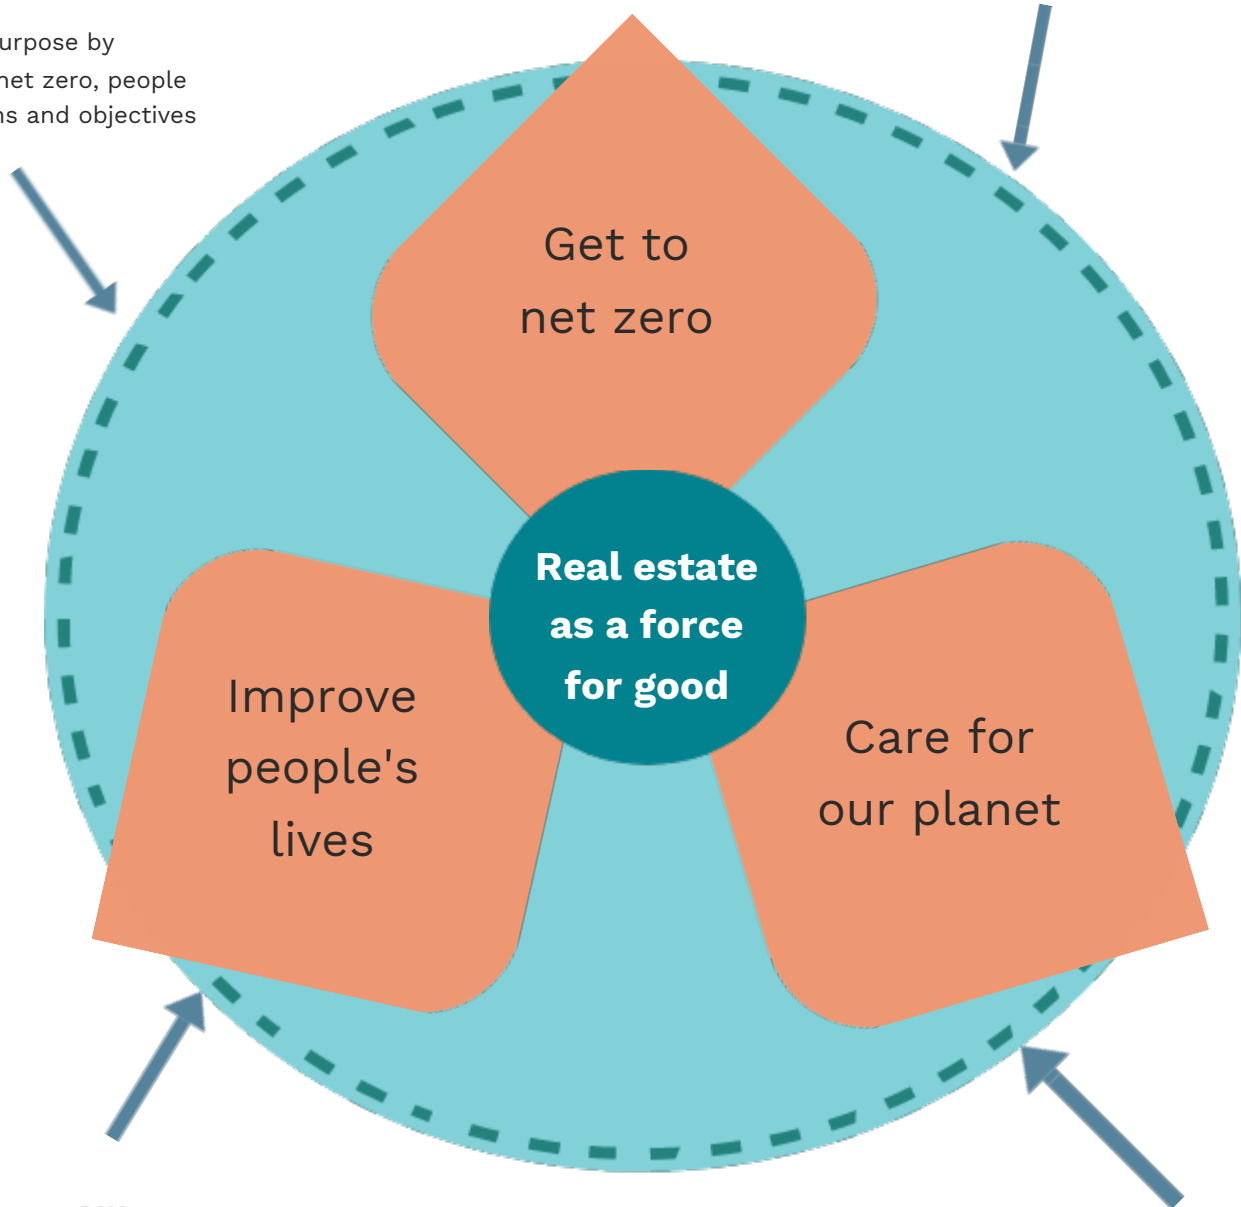 urpose by
net zero, people
ns and objectives
Get to
net zero
Real estate
as a force
for good
Improve
people's
lives
Care for
our planet